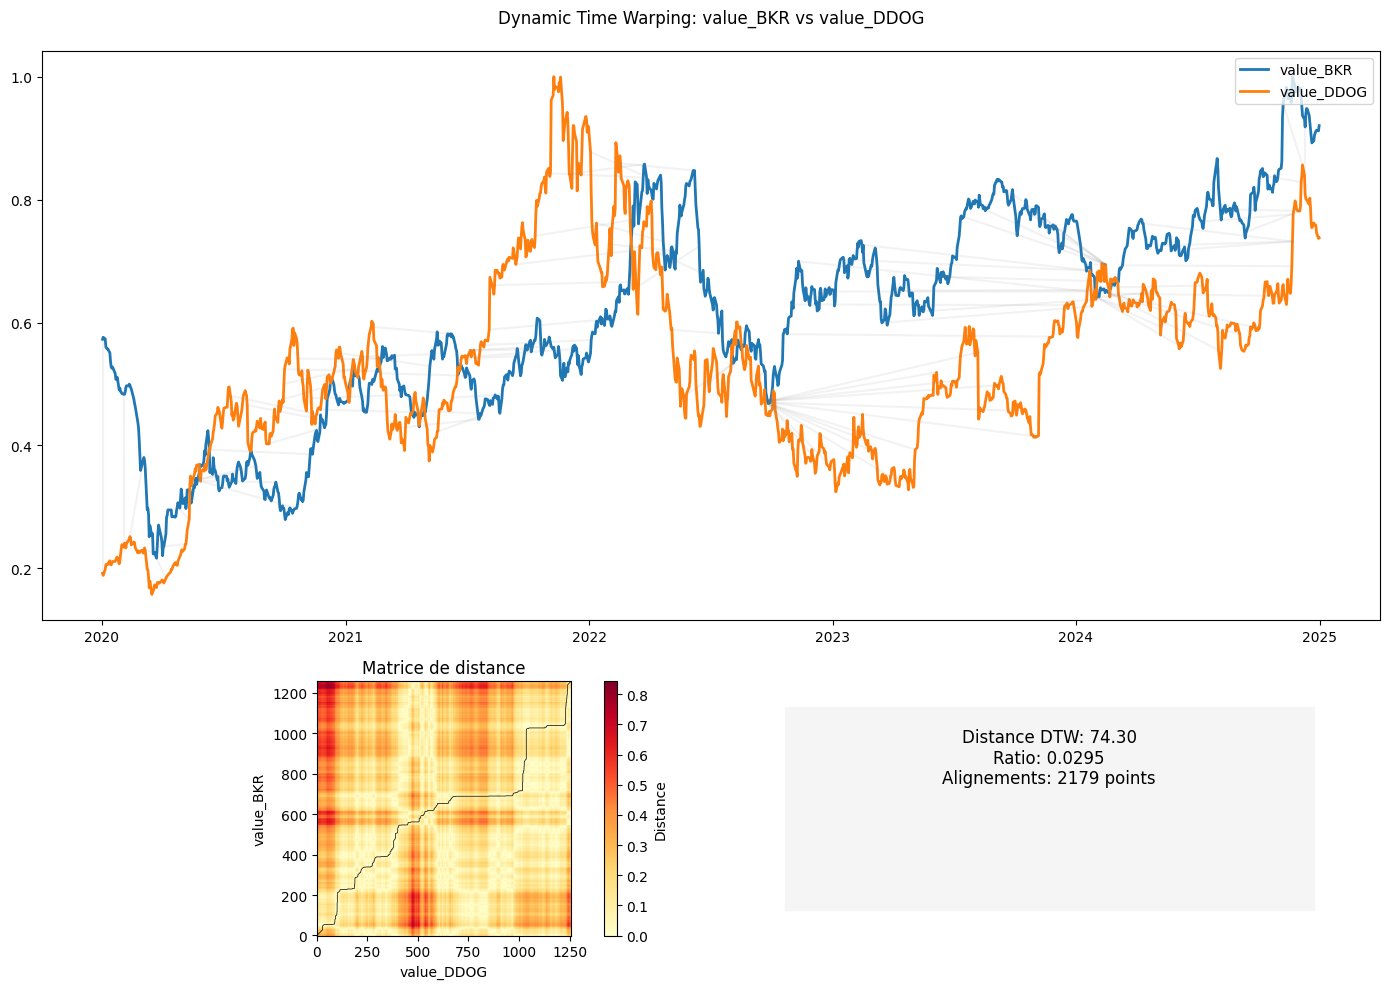 Dynamic Time Warping: value_BKR vs value_DDOG
value_BKR
value_DDOG
1.0
0.8
0.6
0.4
0.2
2020 2021 2022 2023 2024 2025
Matrice de distance
value_BKR
1200
1000
800
600
400
200
0
0 250 500 750 1000 1250
value_DDOG
0.8
0.7
0.6
0.5
0.4
0.3
0.2
0.1
0.0
Distance
Distance DTW: 74.30
Ratio: 0.0295
Alignements: 2179 points